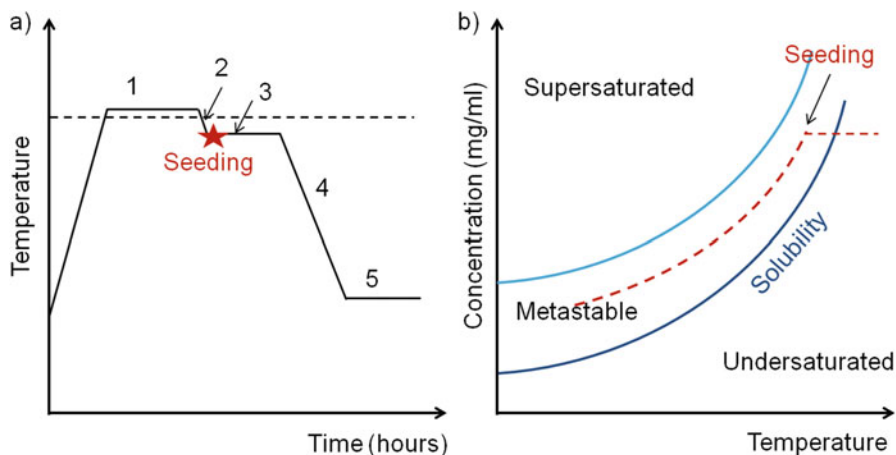 a)
1
2
3
Seeding
4
5
Temperature
Time (hours)
b)
Seeding
Supersaturated
Concentration (mg/ml)
Solubility
Metastable
Undersaturated
Temperature